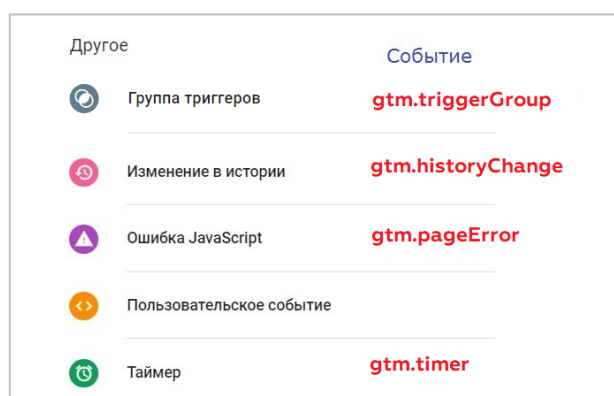 Другое Событие
Группа триггеров gtm.triggerGroup
Изменение в истории gtm.historyChange
Ошибка JavaScript gtm.pageError
Пользовательское событие
Таймер gtm.timer